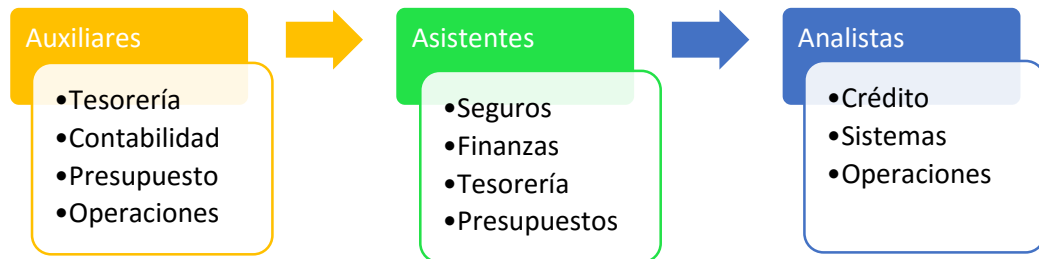 Auxiliares
•Tesorería
•Contabilidad
•Presupuesto
•Operaciones
Asistentes
•Seguros
•Finanzas
•Tesorería
•Presupuestos
Analistas
•Crédito
•Sistemas
•Operaciones